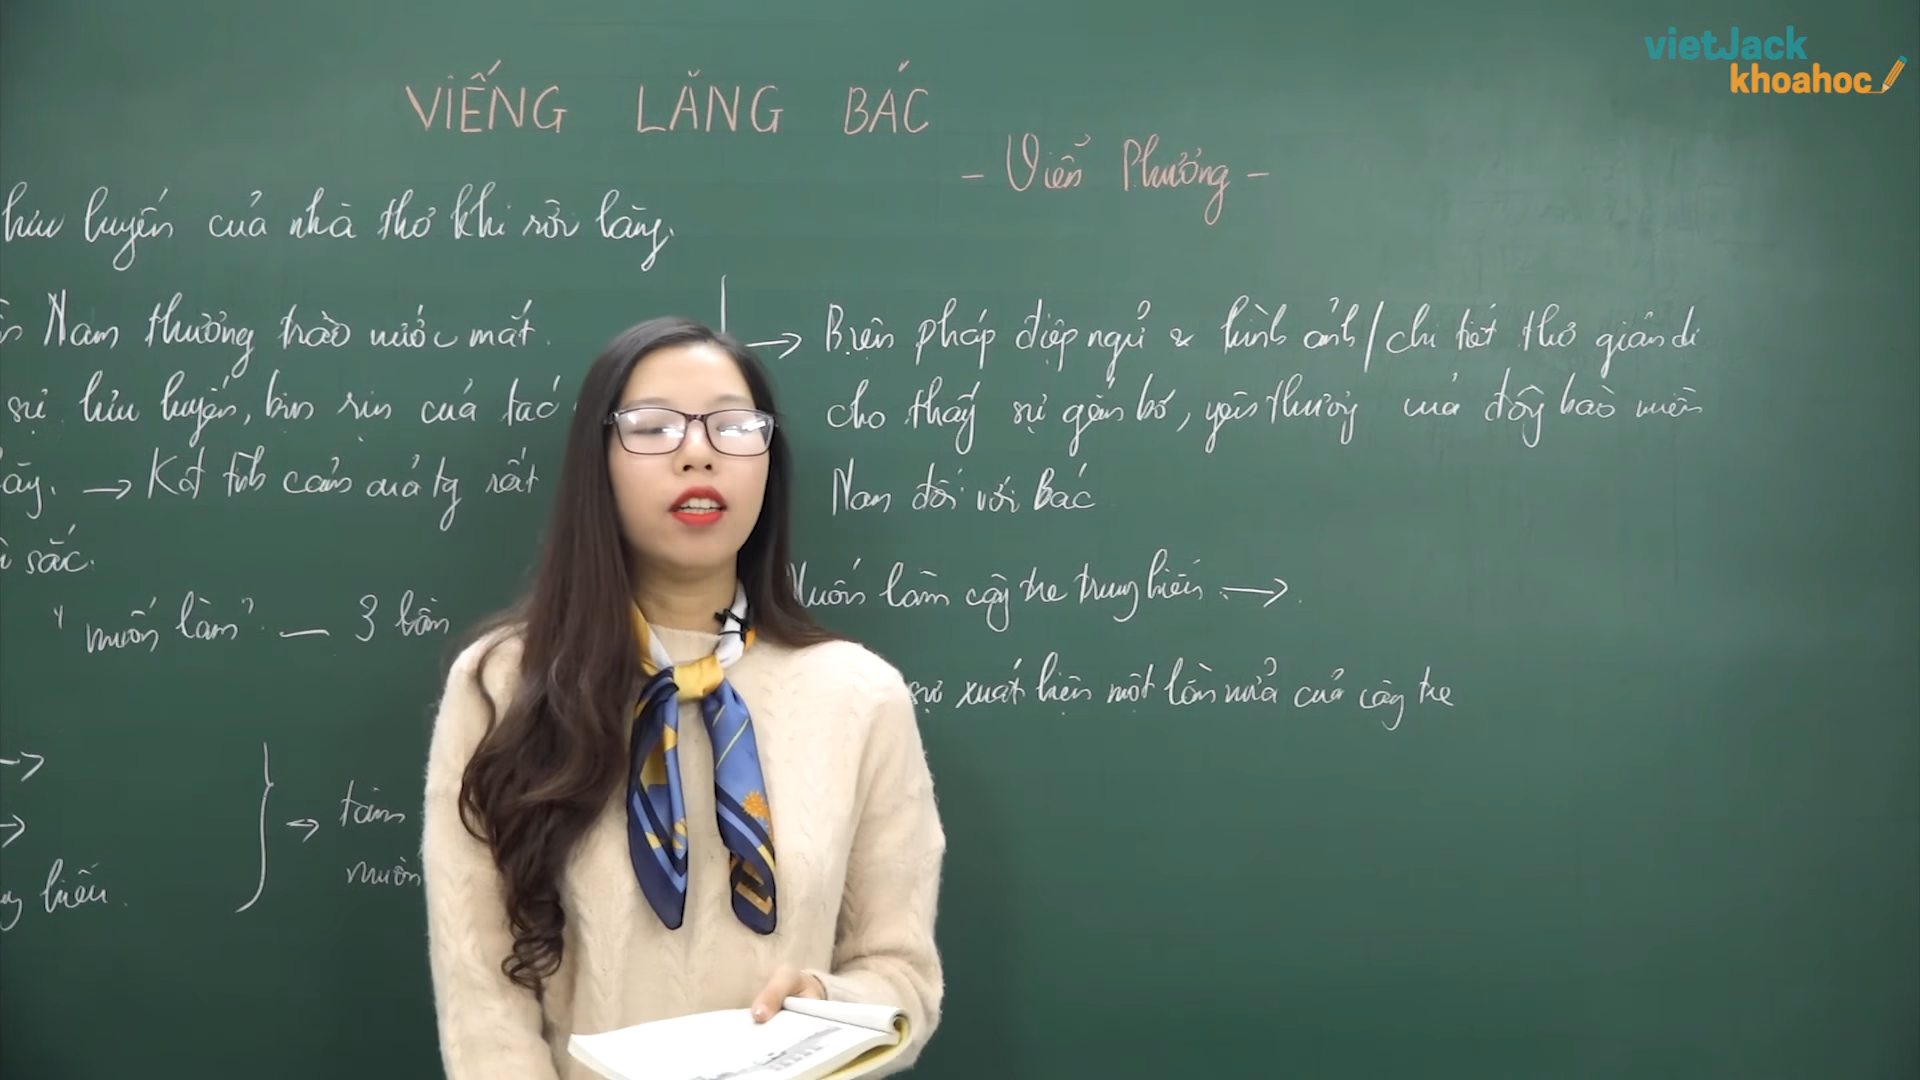 vietJack
khoahoc
VIẾNG LĂNG BÁC
- Viễn Phương -
lưu luyến của nhà thơ khi rời lăng.
Nam thương trào nước mắt.
sự lưu luyến, bịn rịn của tác
→ Kết tình cảm của tg rất
sắc.
"muốn làm" — 3 lần
→ Biện pháp điệp ngữ & hình ảnh / chi tiết thơ giản dị
cho thấy sự gắn bó, yêu thương của đồng bào miền
Nam đối với Bác
Muốn làm cây tre trung hiếu →
sự xuất hiện một lần nữa của cây tre
→
→
hiếu.
→ tâm
muốn